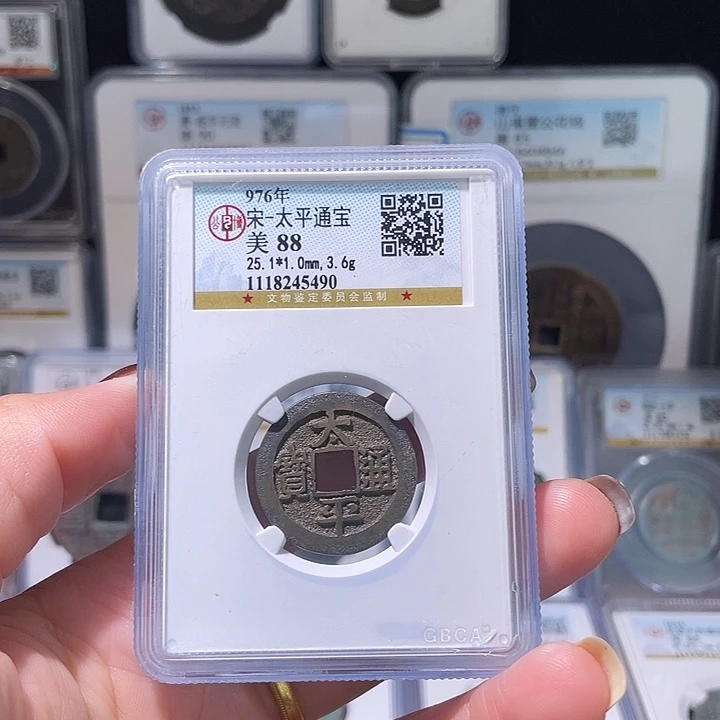 976年
宋-太平通宝
美 88
25.1*1.0mm,3.6g
1118245490
★ 文物鉴定委员会监制 ★
太
寳 通
平
GBCA